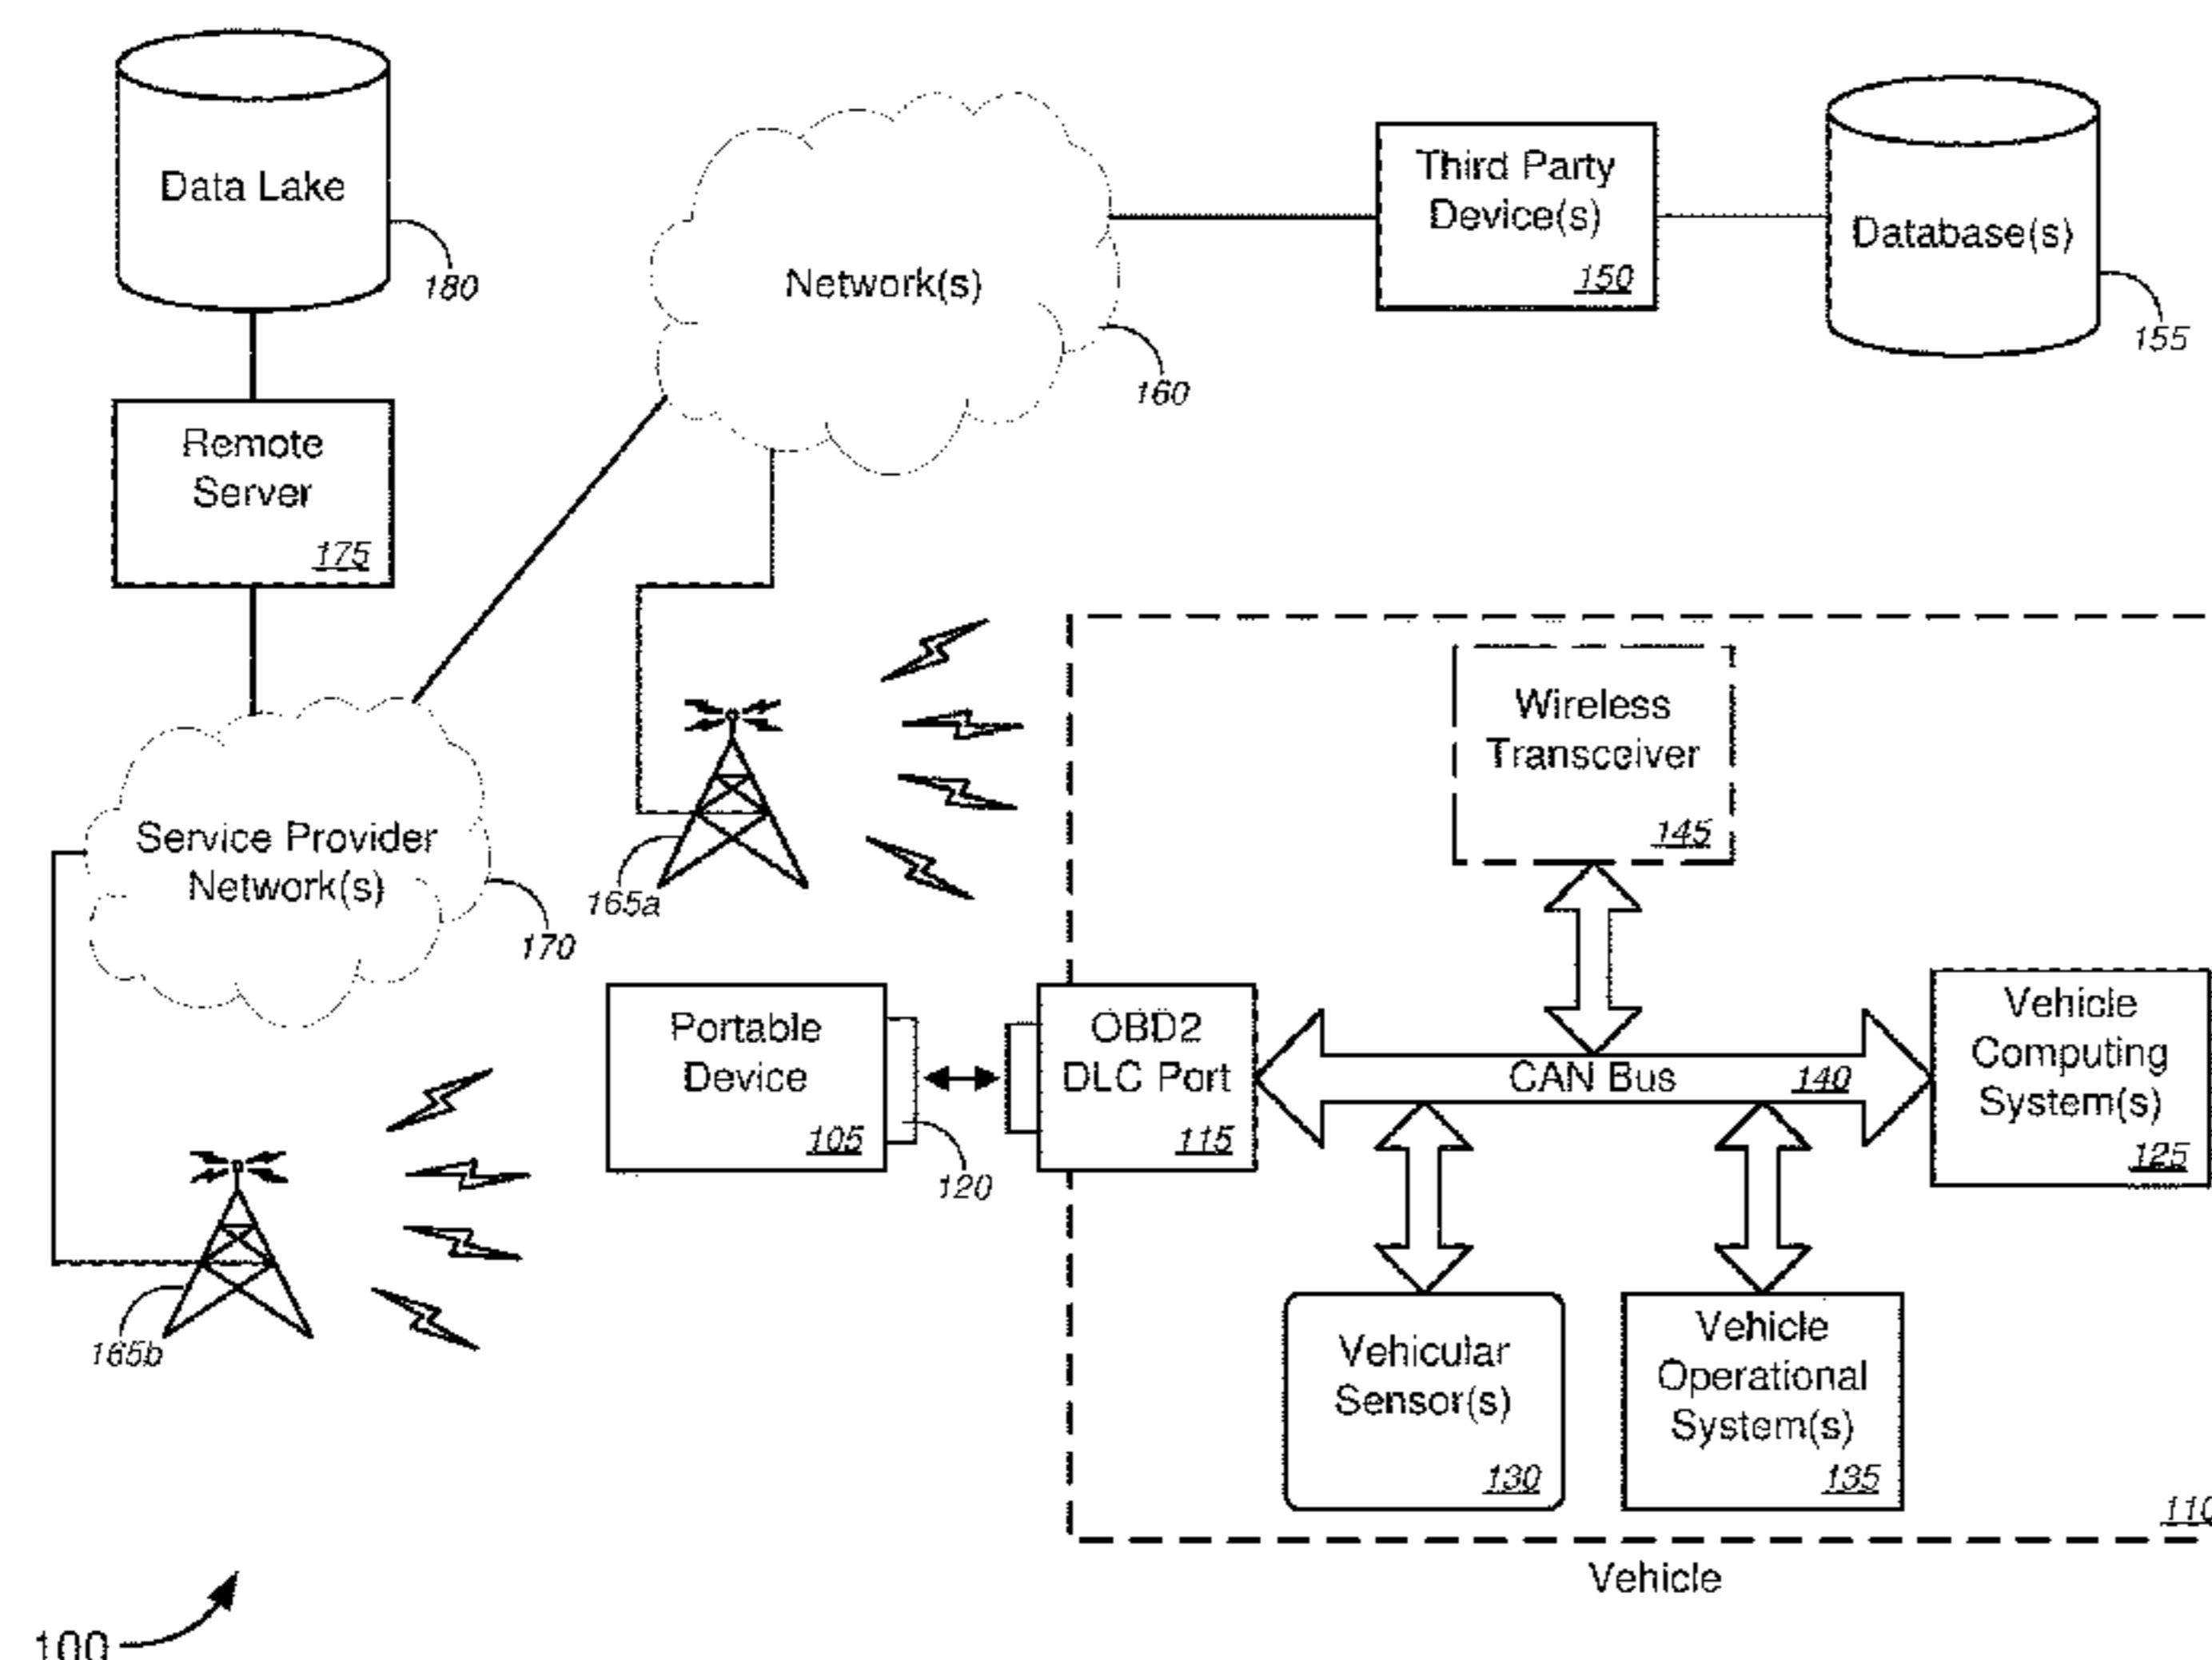 Data Lake
180
Remote
Server
175
Network(s)
160
Third Party
Device(s)
150
Database(s)
155
Service Provider
Network(s)
170
165a
165b
Portable
Device
105
120
OBD2
DLC Port
115
Wireless
Transceiver
145
CAN Bus 140
Vehicle
Computing
System(s)
125
Vehicular
Sensor(s)
130
Vehicle
Operational
System(s)
135
110
Vehicle
100